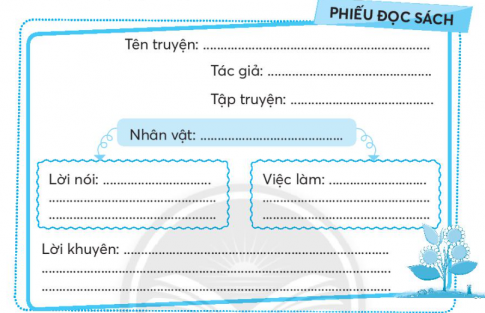 PHIẾU ĐỌC SÁCH
Tên truyện: ..............................................................
Tác giả: ..............................................
Tập truyện: ........................................
Nhân vật: ........................................
Lời nói: ................................ Việc làm: ...........................
............................................... ...............................................
............................................... ...............................................
Lời khuyên: ..........................................................................
..................................................................................................
..................................................................................................